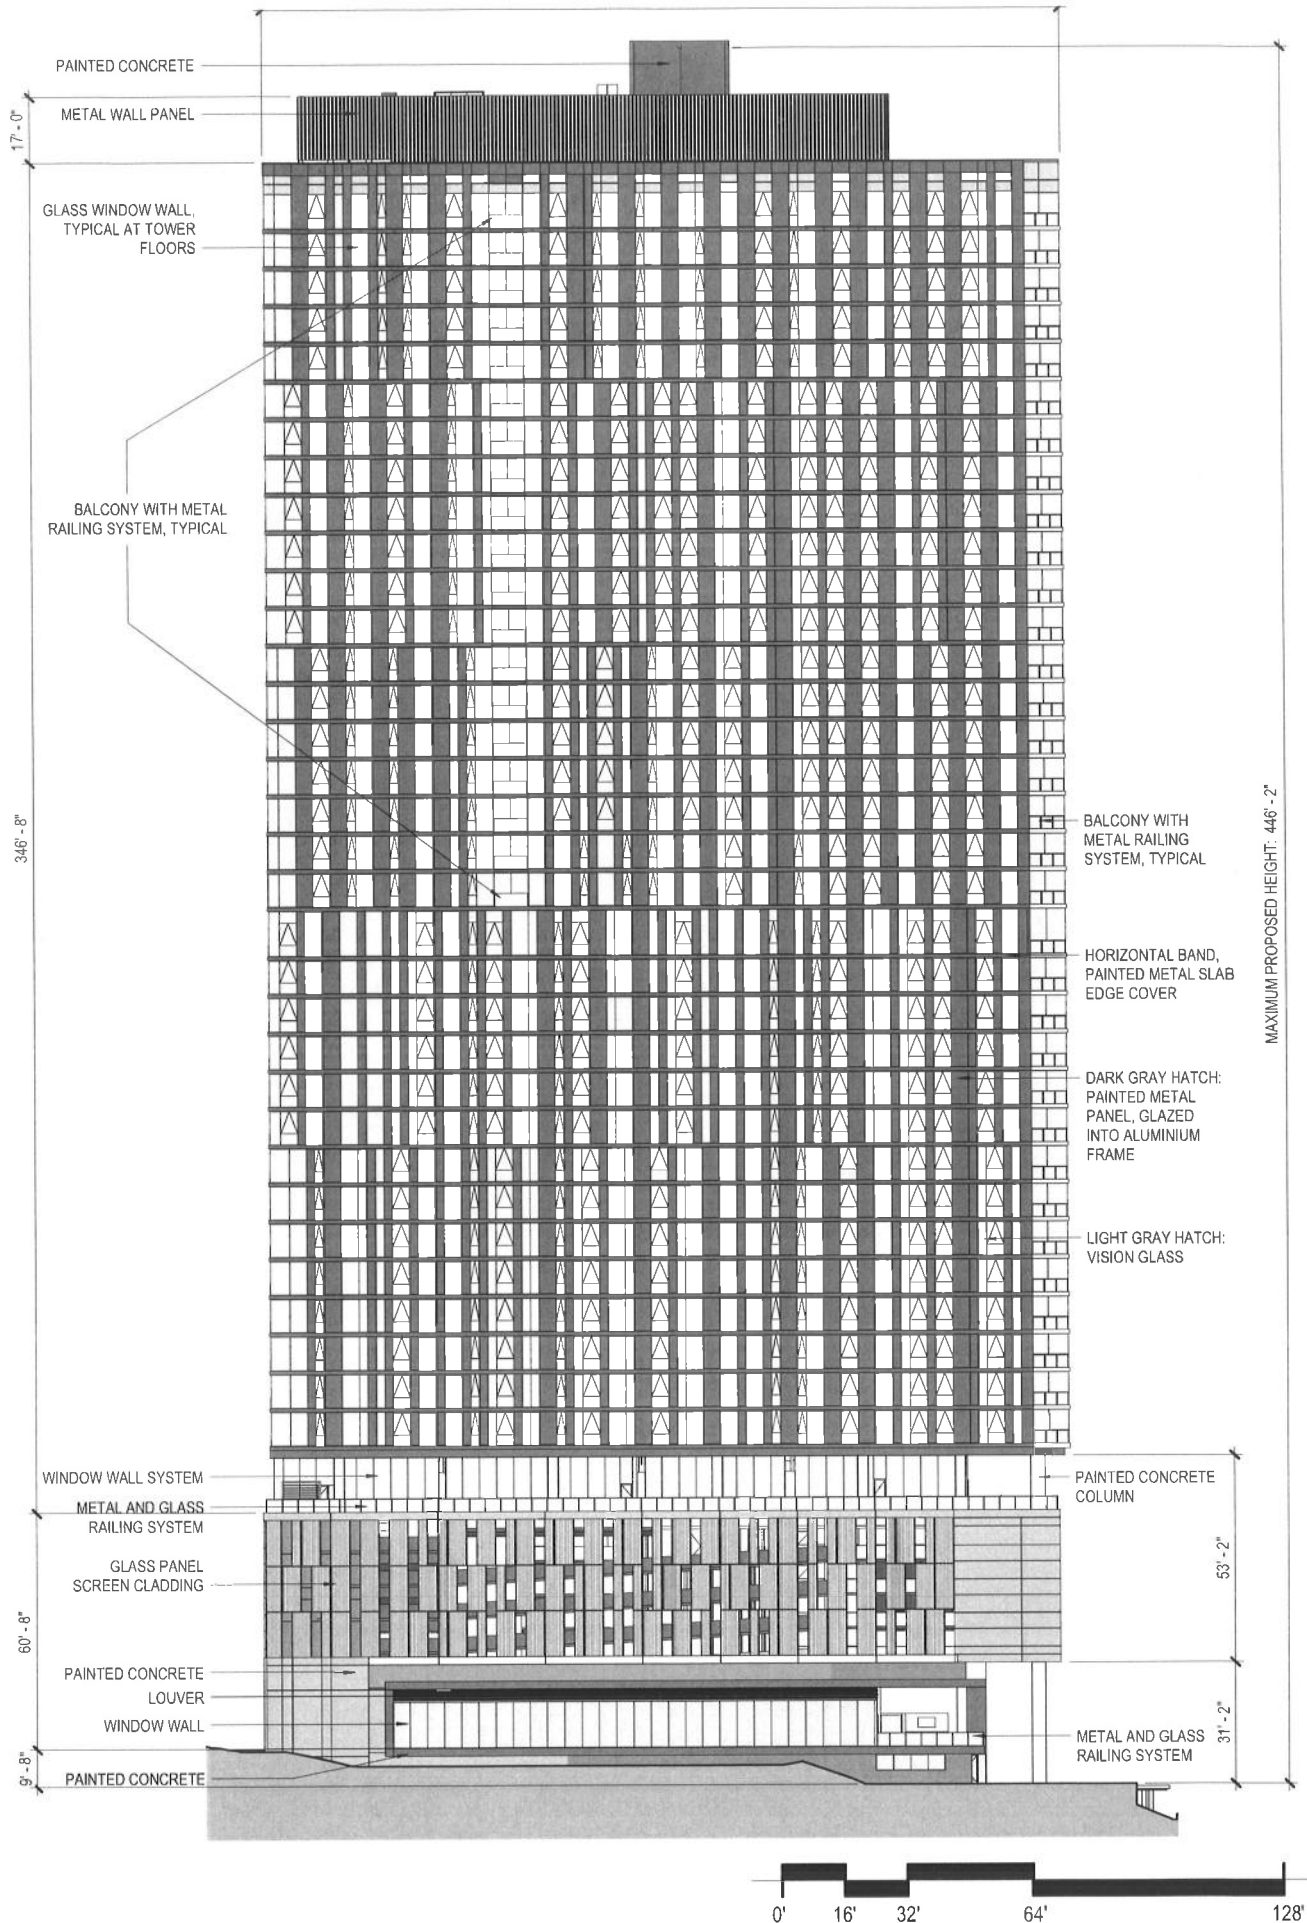 PAINTED CONCRETE
METAL WALL PANEL
17' - 0"
GLASS WINDOW WALL,
TYPICAL AT TOWER
FLOORS
BALCONY WITH METAL
RAILING SYSTEM, TYPICAL
346' - 8"
BALCONY WITH
METAL RAILING
SYSTEM, TYPICAL
MAXIMUM PROPOSED HEIGHT: 446' - 2"
HORIZONTAL BAND,
PAINTED METAL SLAB
EDGE COVER
DARK GRAY HATCH:
PAINTED METAL
PANEL, GLAZED
INTO ALUMINIUM
FRAME
LIGHT GRAY HATCH:
VISION GLASS
WINDOW WALL SYSTEM
PAINTED CONCRETE
COLUMN
METAL AND GLASS
RAILING SYSTEM
GLASS PANEL
SCREEN CLADDING
53' - 2"
60' - 8"
PAINTED CONCRETE
LOUVER
WINDOW WALL
METAL AND GLASS
RAILING SYSTEM
31' - 2"
9' - 8"
PAINTED CONCRETE
0' 16' 32' 64' 128'